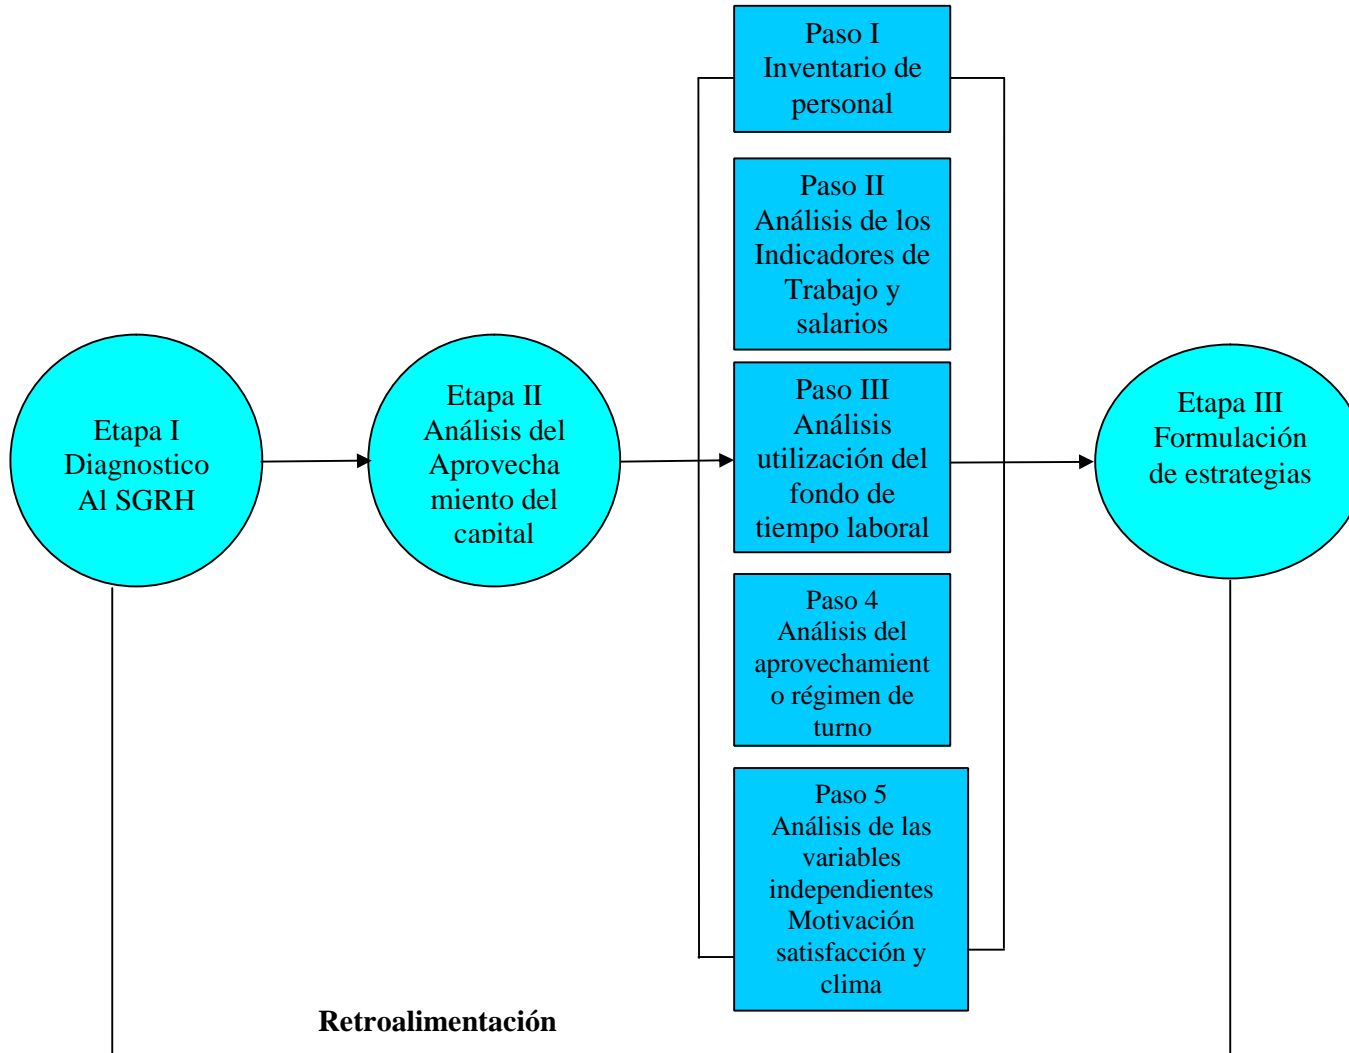 Etapa I
Diagnostico
Al SGRH
Etapa II
Análisis del
Aprovecha
miento del
capital
Paso I
Inventario de
personal
Paso II
Análisis de los
Indicadores de
Trabajo y
salarios
Paso III
Análisis
utilización del
fondo de
tiempo laboral
Paso 4
Análisis del
aprovechamient
o régimen de
turno
Paso 5
Análisis de las
variables
independientes
Motivación
satisfacción y
clima
Etapa III
Formulación
de estrategias
Retroalimentación